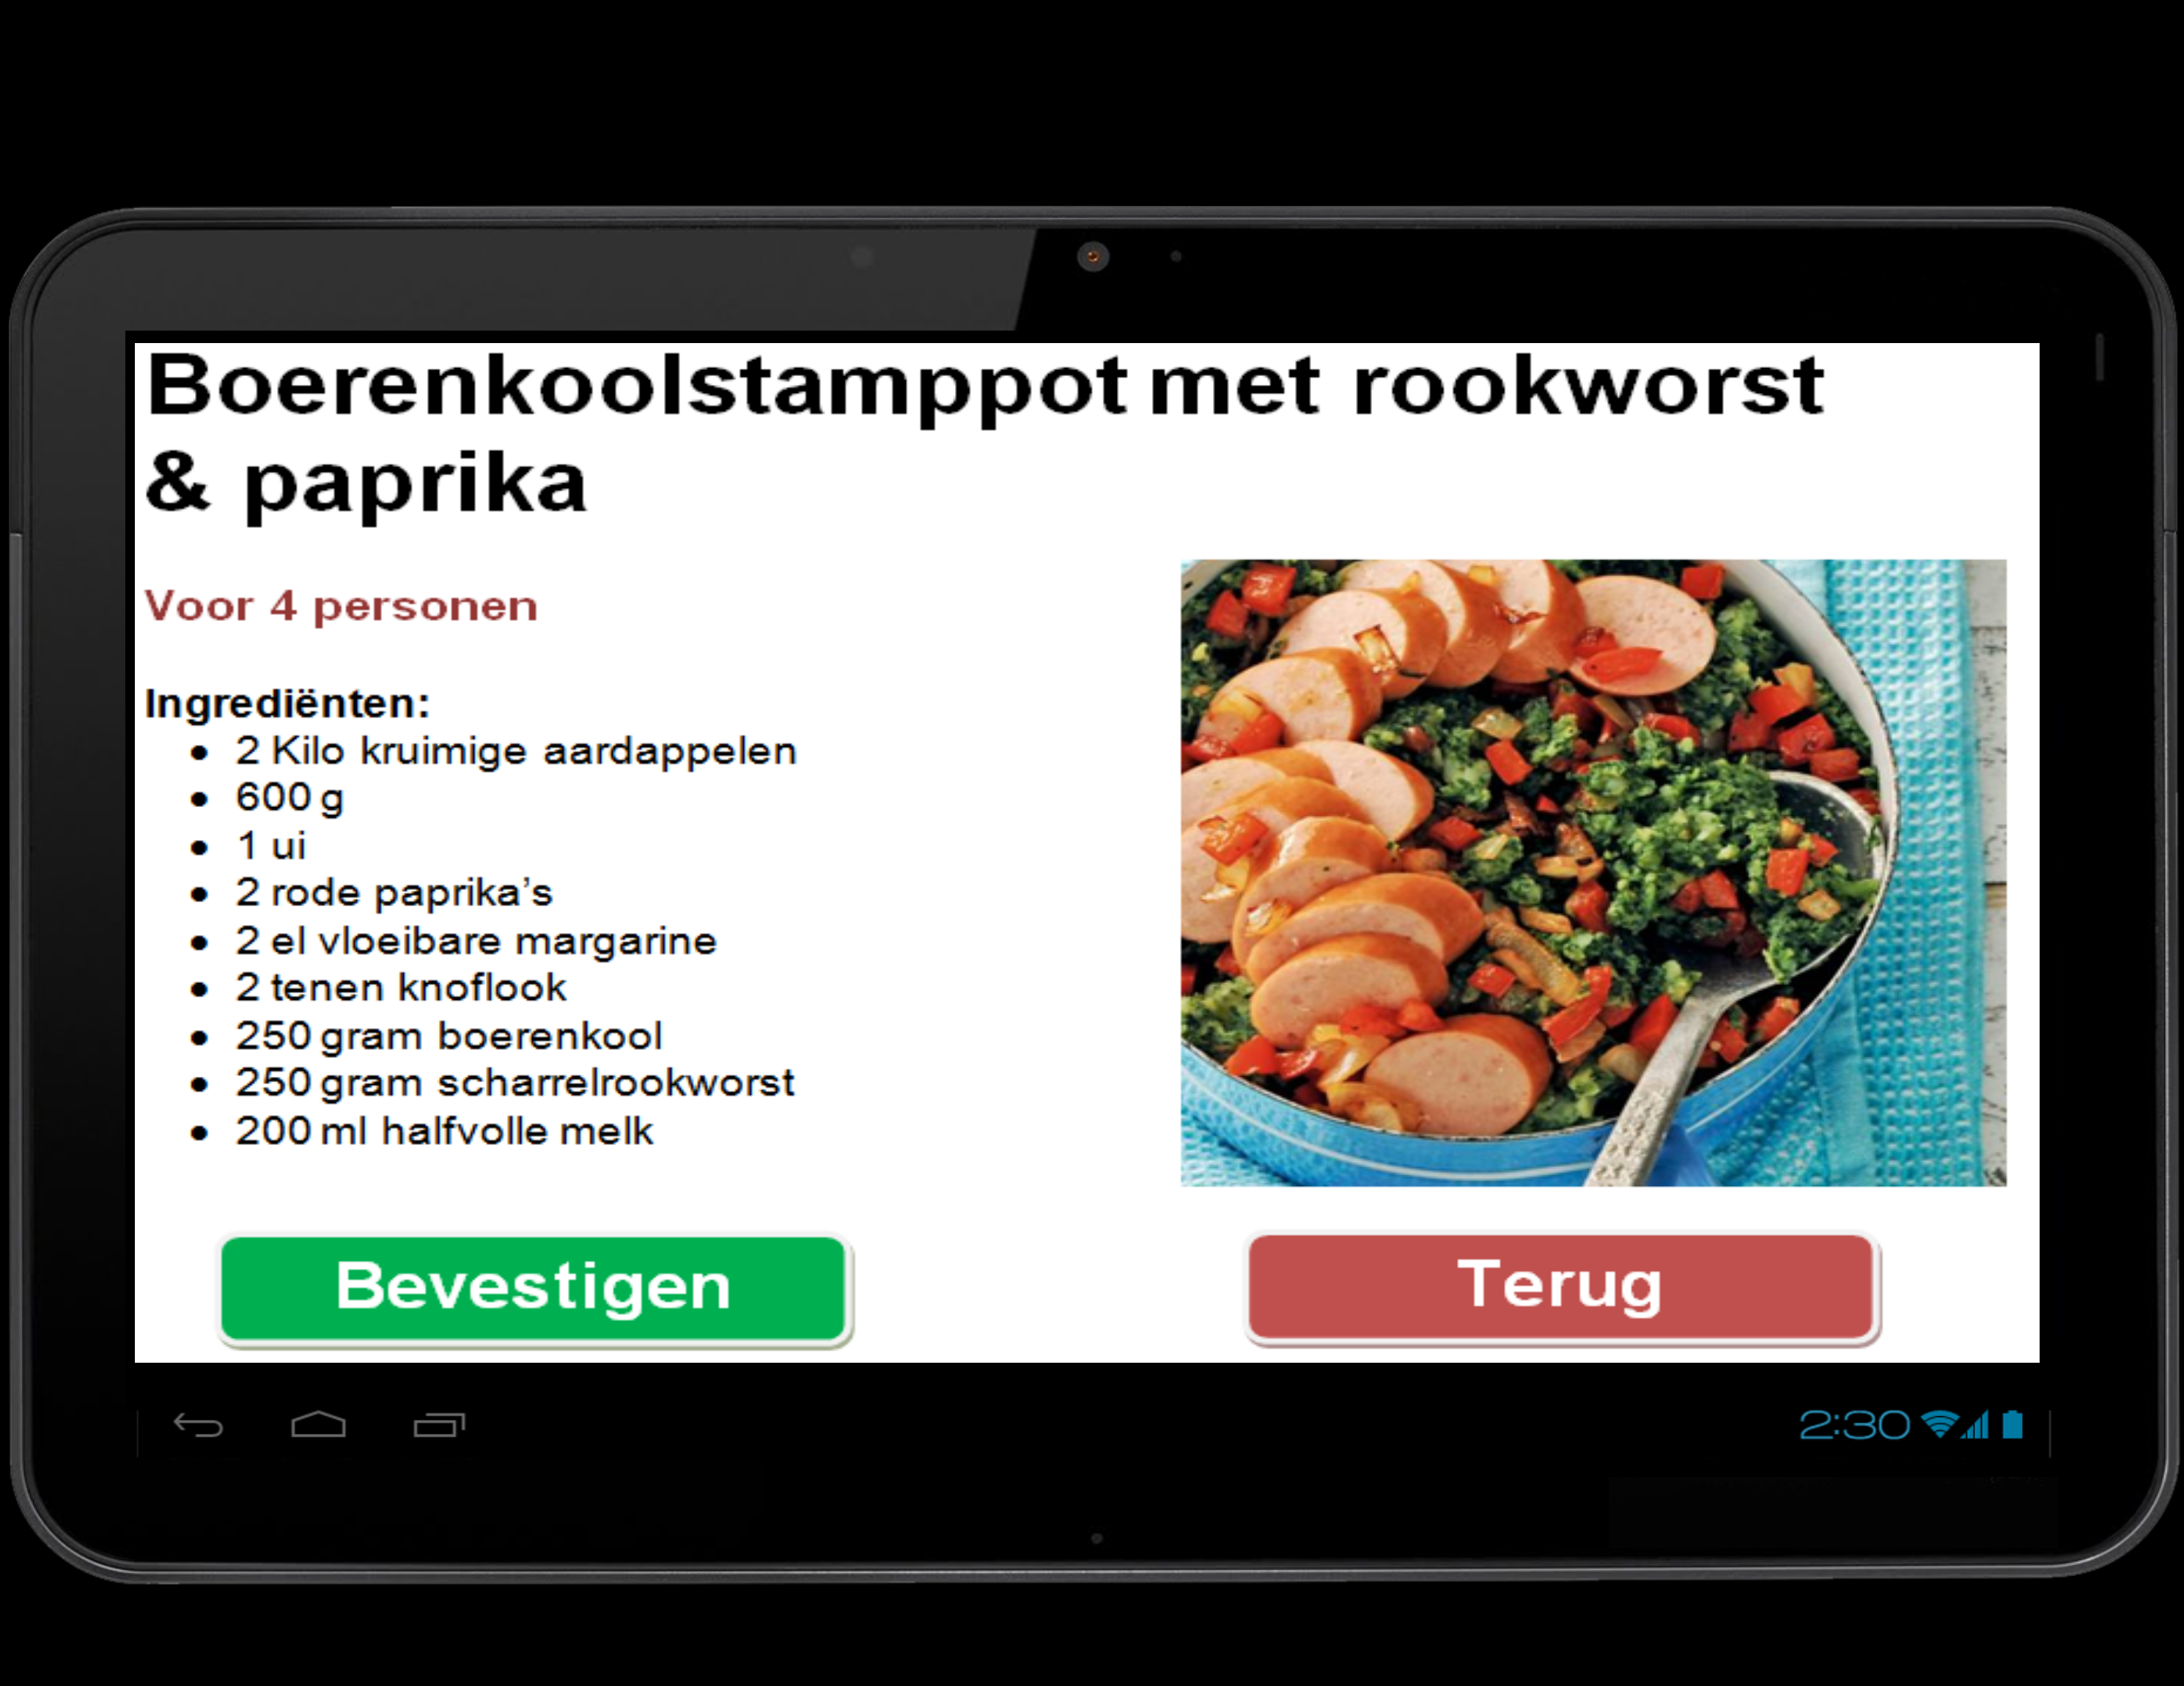 Boerenkoolstamppot met rookworst
& paprika
Voor 4 personen
Ingrediënten:
• 2 Kilo kruimige aardappelen
• 600 g
• 1 ui
• 2 rode paprika’s
• 2 el vloeibare margarine
• 2 tenen knoflook
• 250 gram boerenkool
• 250 gram scharrelrookworst
• 200 ml halfvolle melk
Bevestigen
Terug
2:30